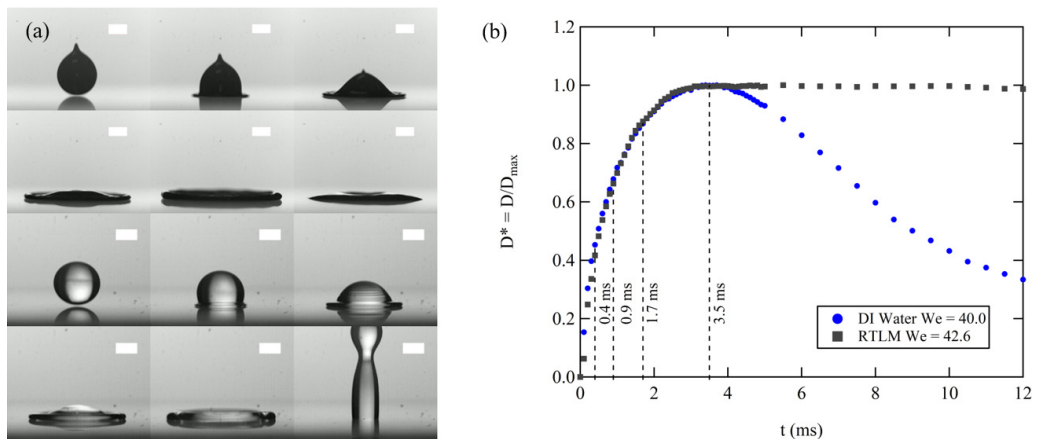 (a)
(b)
1.2
1.0
0.8
0.6
0.4
0.2
0.0
D* = D/Dmax
0.4 ms
0.9 ms
1.7 ms
3.5 ms
DI Water We = 40.0
RTLM We = 42.6
0 2 4 6 8 10 12
t (ms)